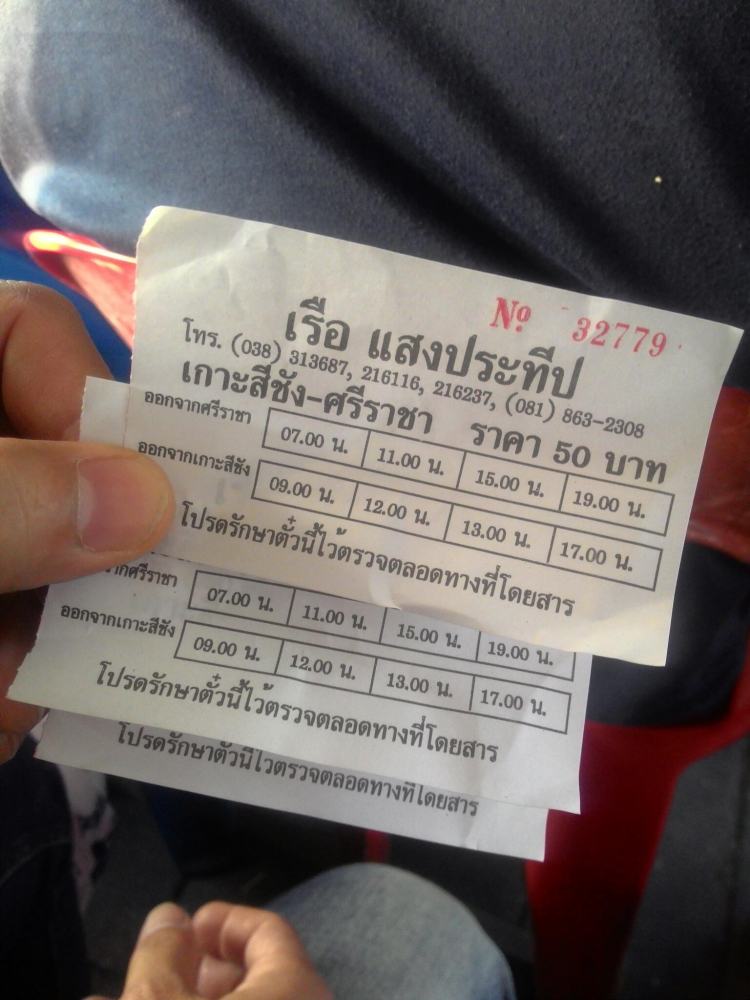 Nº 32779
เรือ แสงประทีป
โทร. (038) 313687, 216116, 216237, (081) 863-2308
เกาะสีชัง-ศรีราชา ราคา 50 บาท
ออกจากศรีราชา 07.00 น. 11.00 น. 15.00 น. 19.00 น.
ออกจากเกาะสีชัง 09.00 น. 12.00 น. 13.00 น. 17.00 น.
โปรดรักษาตั๋วนี้ไว้ตรวจตลอดทางที่โดยสาร
จากศรีราชา 07.00 น. 11.00 น. 15.00 น. 19.00 น.
ออกจากเกาะสีชัง 09.00 น. 12.00 น. 13.00 น. 17.00 น.
โปรดรักษาตั๋วนี้ไว้ตรวจตลอดทางที่โดยสาร
โปรดรักษาตั๋วนี้ไว้ตรวจตลอดทางที่โดยสาร